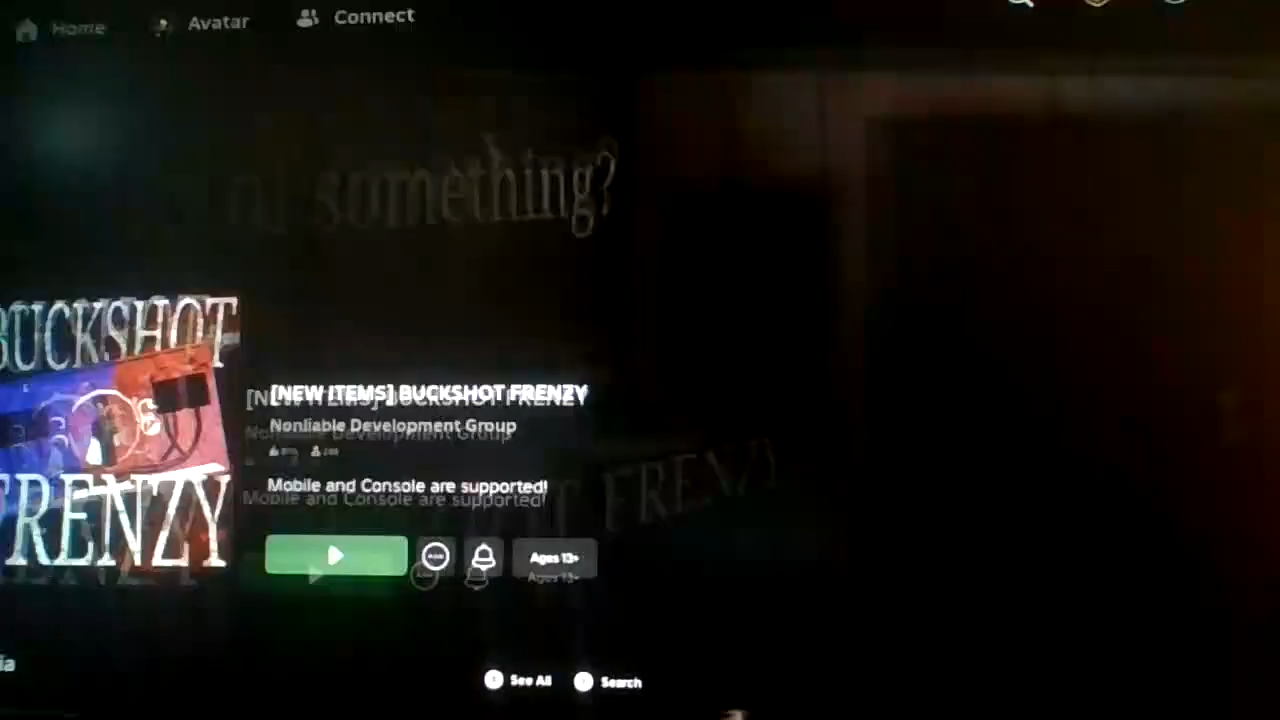 Home
Avatar
Connect
something?
BUCKSHOT
FRENZY
[NEW ITEMS] BUCKSHOT FRENZY
Nonliable Development Group
Mobile and Console are supported!
FRENZY
Ages 13+
See All
Search